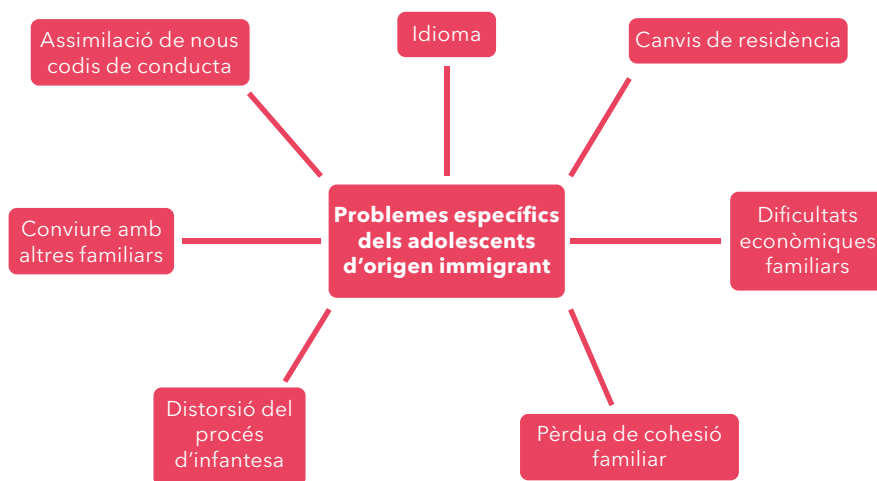 Assimilació de nous
codis de conducta
Idioma
Canvis de residència
Problemes específics
dels adolescents
d’origen immigrant
Conviure amb
altres familiars
Dificultats
econòmiques
familiars
Distorsió del
procés
d’infantesa
Pèrdua de cohesió
familiar